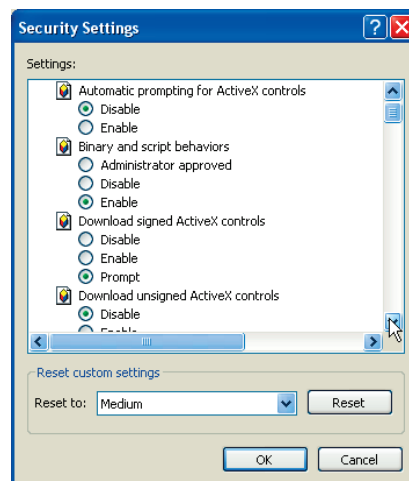 Security Settings
Settings:
Automatic prompting for ActiveX controls
Disable
Enable
Binary and script behaviors
Administrator approved
Disable
Enable
Download signed ActiveX controls
Disable
Enable
Prompt
Download unsigned ActiveX controls
Disable
Reset custom settings
Reset to: Medium Reset
OK Cancel